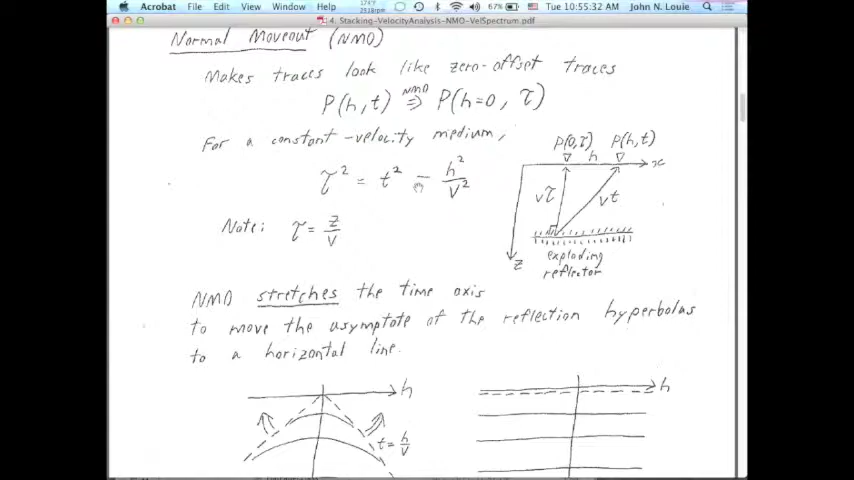 Acrobat File Edit View Window Help 67% Tue 10:55:32 AM John N. Louie
4. Stacking-VelocityAnalysis-NMO-VelSpectrum.pdf
Normal Moveout (NMO)
Makes traces look like zero-offset traces
P(h,t) NMO ⇒ P(h=0, τ)
For a constant-velocity medium,
τ² = t² − h²/v²
P(0,τ) P(h,t)
h x
vτ vt
z
exploding
reflector
Note: τ = z/v
NMO stretches the time axis
to move the asymptote of the reflection hyperbolas
to a horizontal line.
h
t = h/v
h